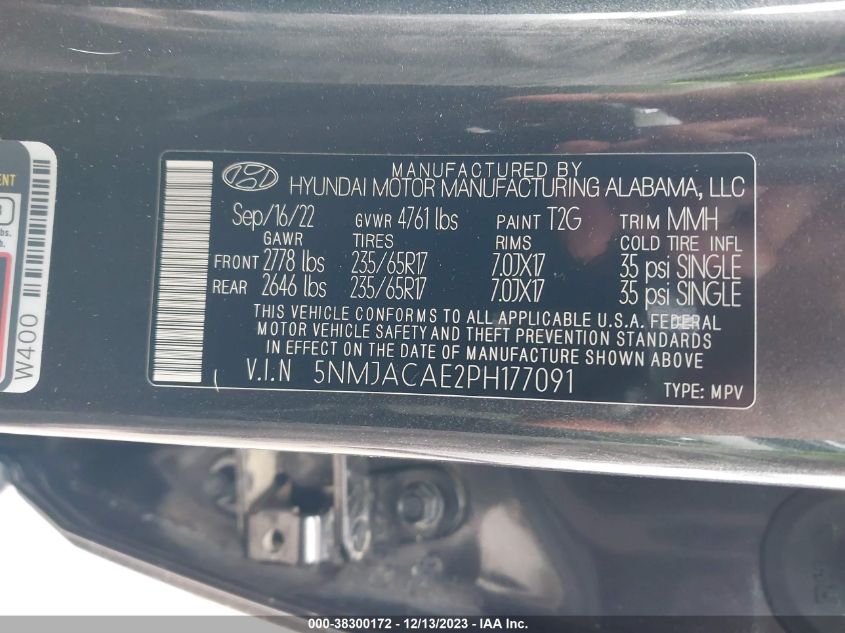 ENT
lbs.
b.
W400
MANUFACTURED BY
HYUNDAI MOTOR MANUFACTURING ALABAMA, LLC
Sep/16/22 GVWR 4761 lbs PAINT T2G TRIM MMH
GAWR TIRES RIMS COLD TIRE INFL
FRONT 2778 lbs 235/65R17 7.0JX17 35 psi SINGLE
REAR 2646 lbs 235/65R17 7.0JX17 35 psi SINGLE
THIS VEHICLE CONFORMS TO ALL APPLICABLE U.S.A. FEDERAL
MOTOR VEHICLE SAFETY AND THEFT PREVENTION STANDARDS
IN EFFECT ON THE DATE OF MANUFACTURE SHOWN ABOVE
V.I.N 5NMJACAE2PH177091
TYPE: MPV
000-38300172 - 12/13/2023 - IAA Inc.